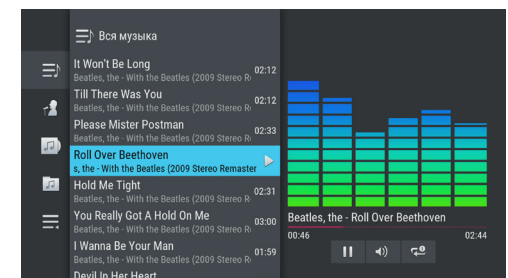 Вся музыка
It Won't Be Long
02:12
Beatles, the - With the Beatles (2009 Stereo R
Till There Was You
02:12
Beatles, the - With the Beatles (2009 Stereo R
Please Mister Postman
02:33
Beatles, the - With the Beatles (2009 Stereo R
Roll Over Beethoven
s, the - With the Beatles (2009 Stereo Remaster
Hold Me Tight
02:31
Beatles, the - With the Beatles (2009 Stereo R
You Really Got A Hold On Me
03:00
Beatles, the - With the Beatles (2009 Stereo R
I Wanna Be Your Man
01:59
Beatles, the - With the Beatles (2009 Stereo R
Devil In Her Heart
Beatles, the - Roll Over Beethoven
00:46
02:44